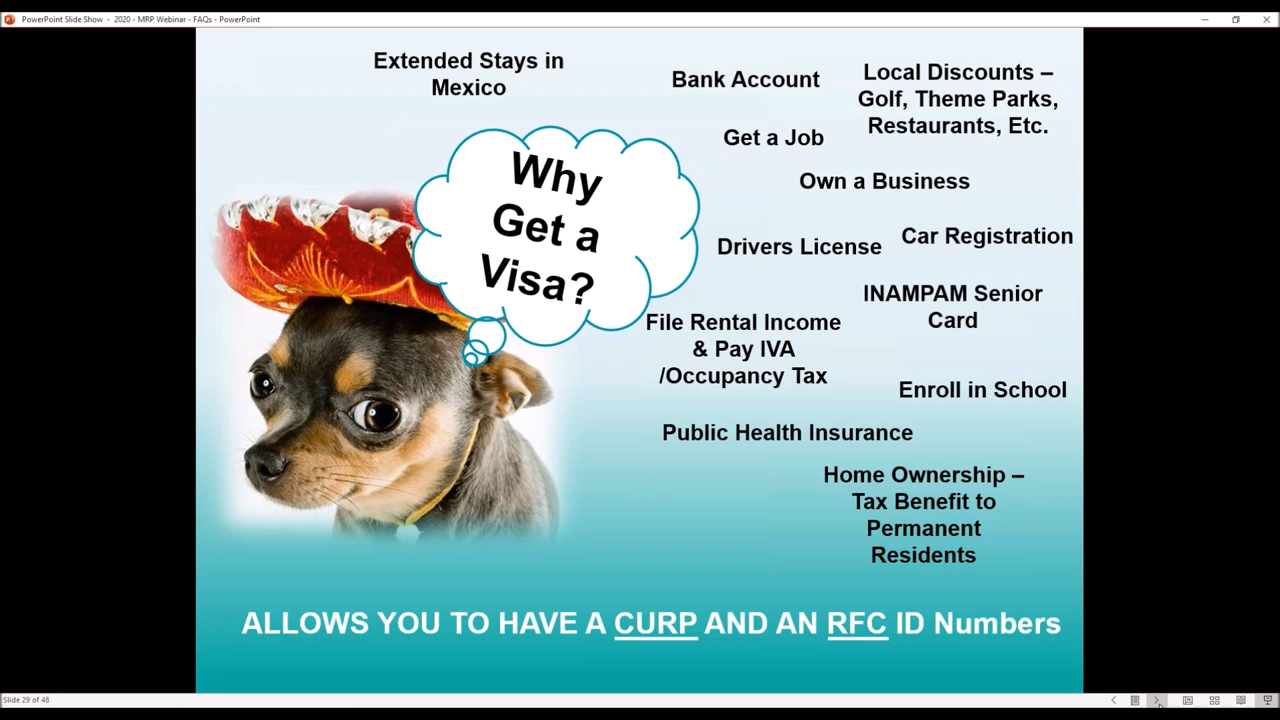 PowerPoint Slide Show - 2020 - MRP Webinar - FAQs - PowerPoint
Extended Stays in
Mexico
Bank Account
Local Discounts –
Golf, Theme Parks,
Restaurants, Etc.
Get a Job
Own a Business
Why
Get a
Visa?
Drivers License
Car Registration
INAMPAM Senior
Card
File Rental Income
& Pay IVA
/Occupancy Tax
Enroll in School
Public Health Insurance
Home Ownership –
Tax Benefit to
Permanent
Residents
ALLOWS YOU TO HAVE A CURP AND AN RFC ID Numbers
Slide 29 of 48